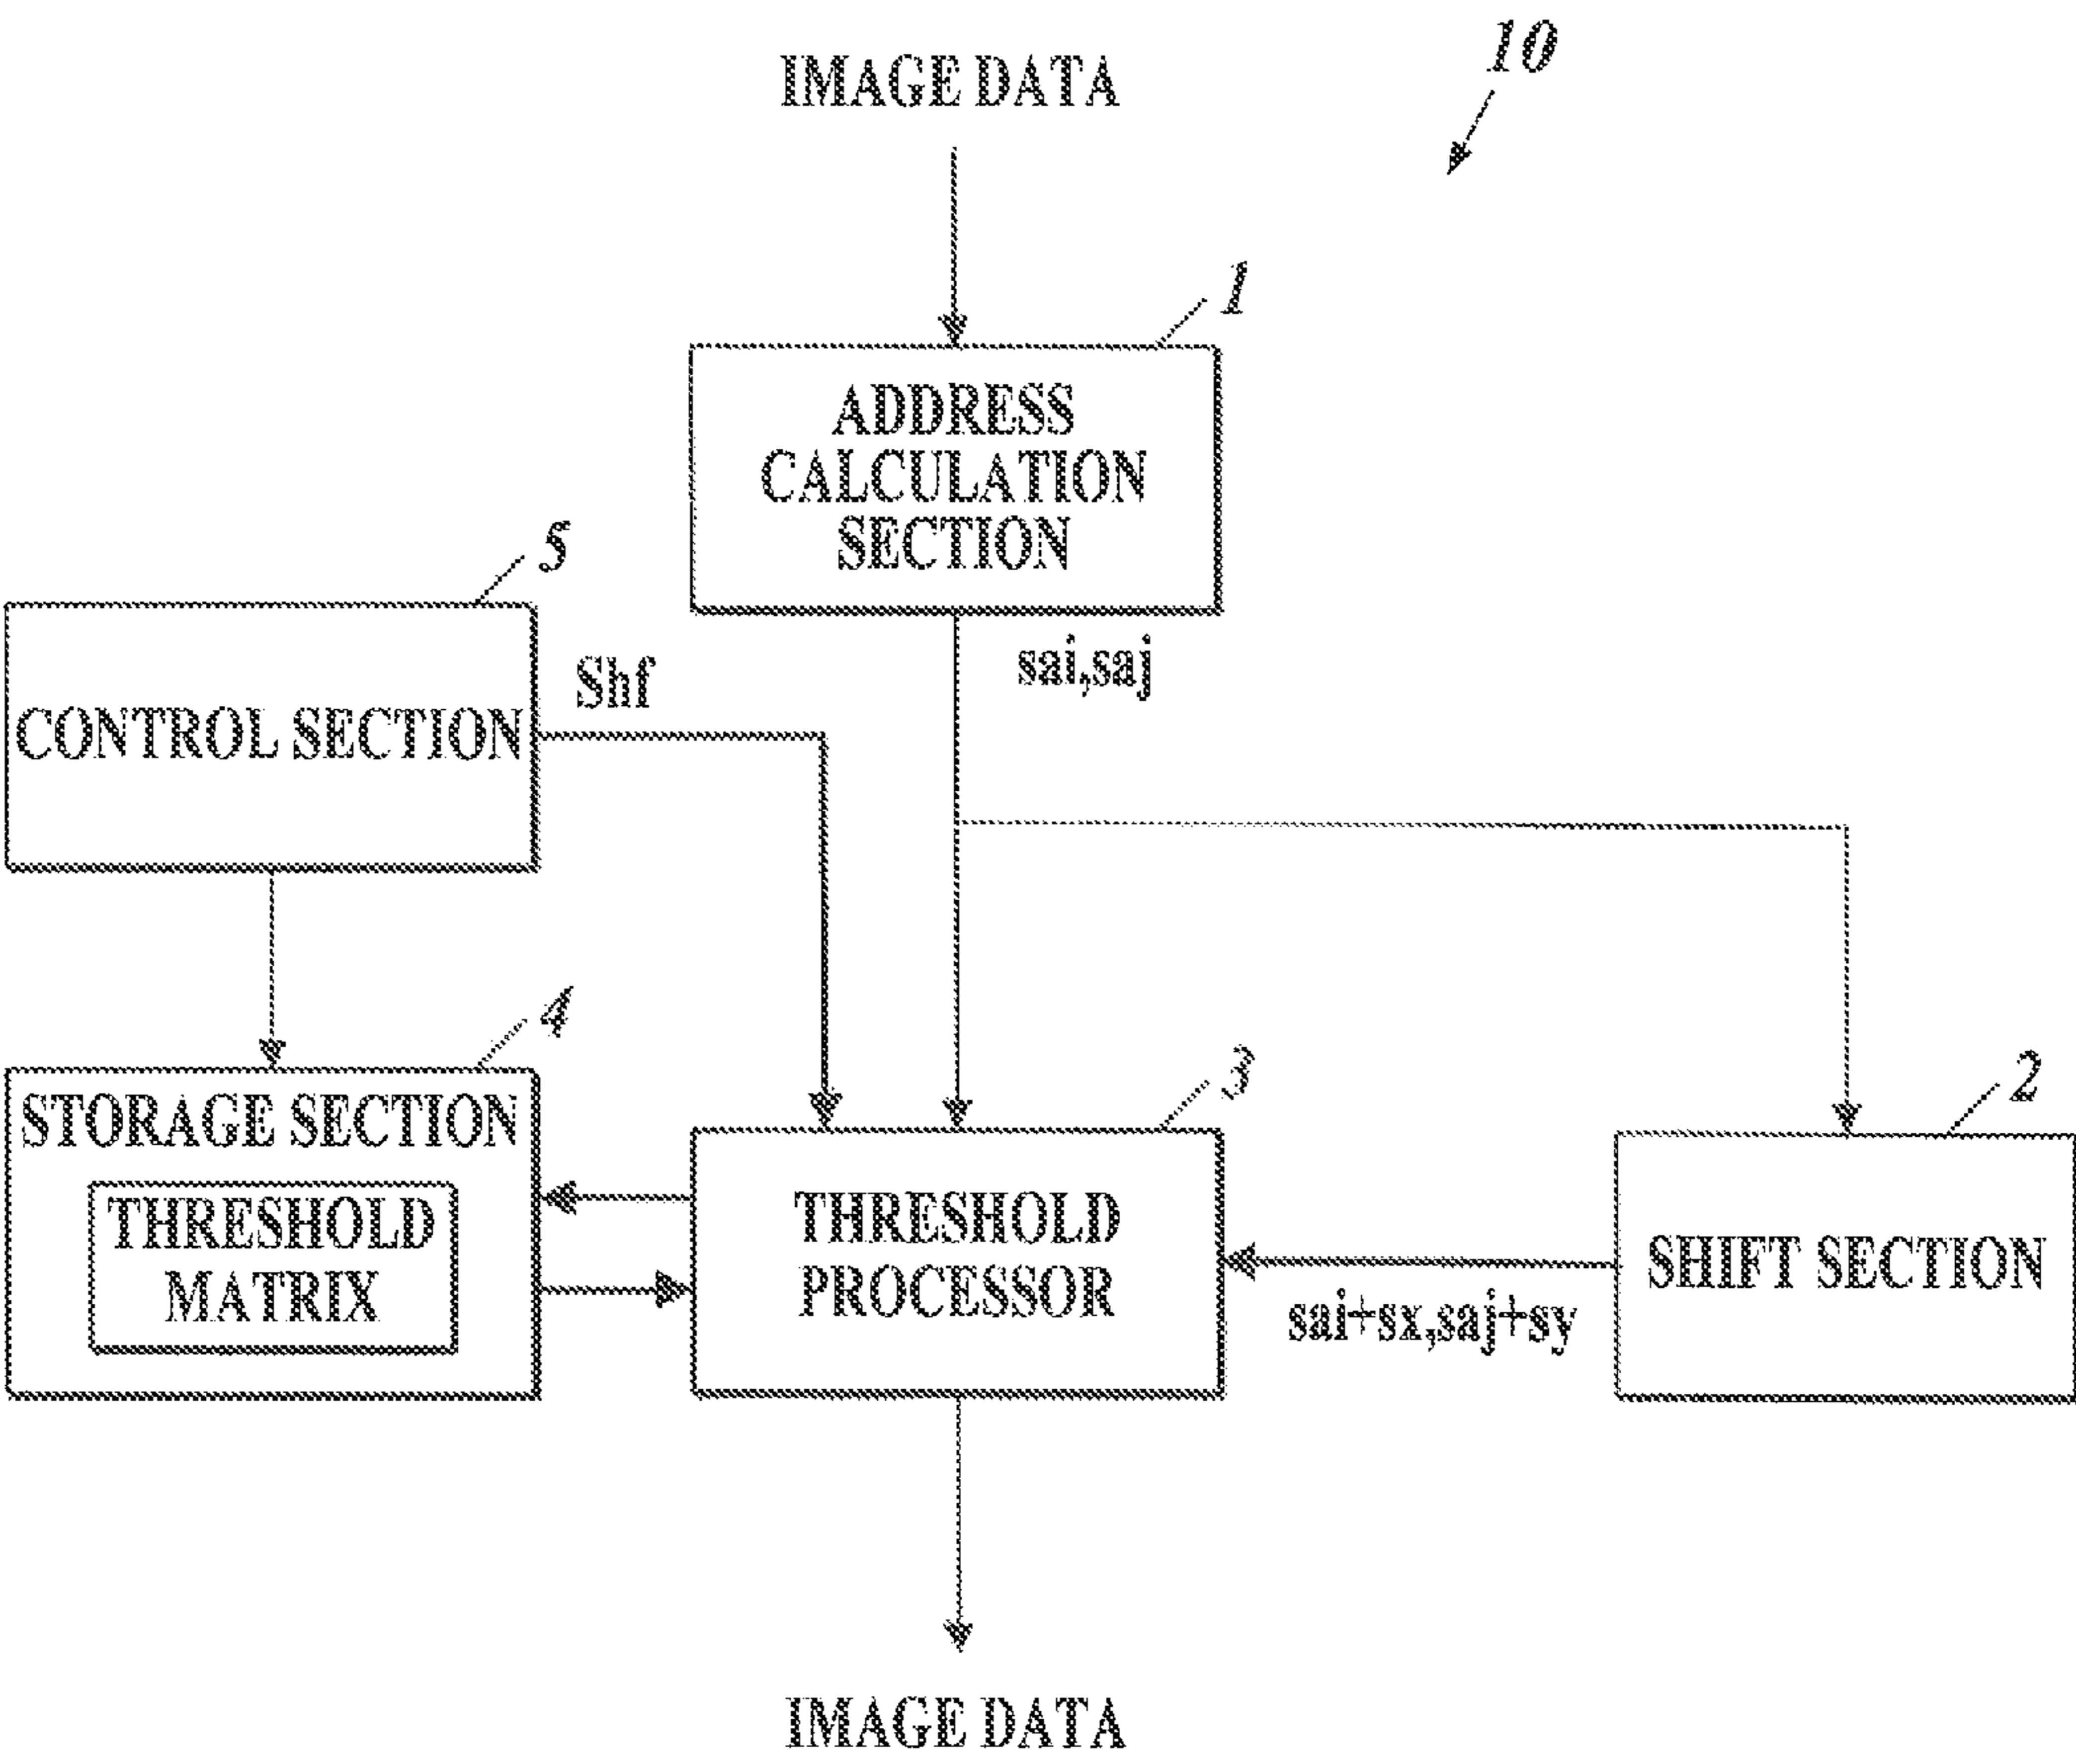 10
IMAGE DATA
1
ADDRESS
CALCULATION
SECTION
5
sai,saj
Shf
CONTROL SECTION
4
3
2
STORAGE SECTION
THRESHOLD
MATRIX
THRESHOLD
PROCESSOR
SHIFT SECTION
sai+sx,saj+sy
IMAGE DATA